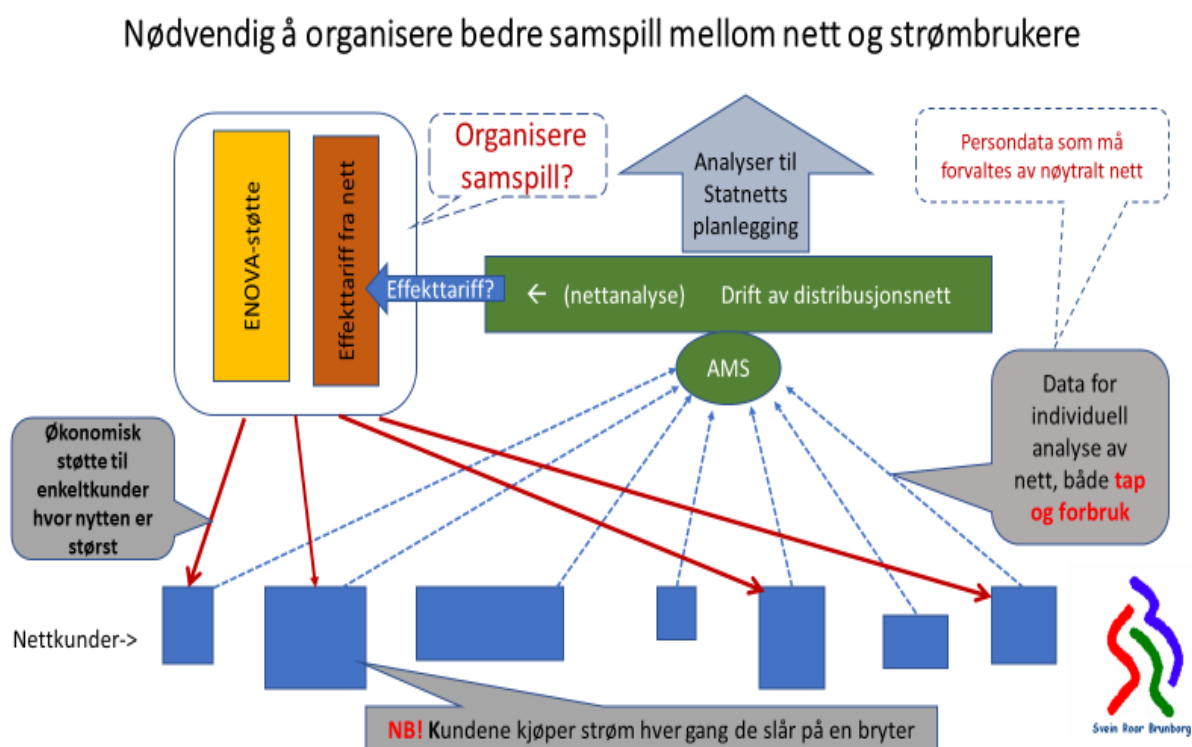 Nødvendig å organisere bedre samspill mellom nett og strømbrukere
ENOVA-støtte
Effekttariff fra nett
Organisere
samspill?
Analyser til
Statnetts
planlegging
Persondata som må
forvaltes av nøytralt nett
Effekttariff?
← (nettanalyse) Drift av distribusjonsnett
AMS
Økonomisk
støtte til
enkeltkunder
hvor nytten er
størst
Data for
individuell
analyse av
nett, både tap
og forbruk
Nettkunder->
NB! Kundene kjøper strøm hver gang de slår på en bryter
Svein Roar Brunborg